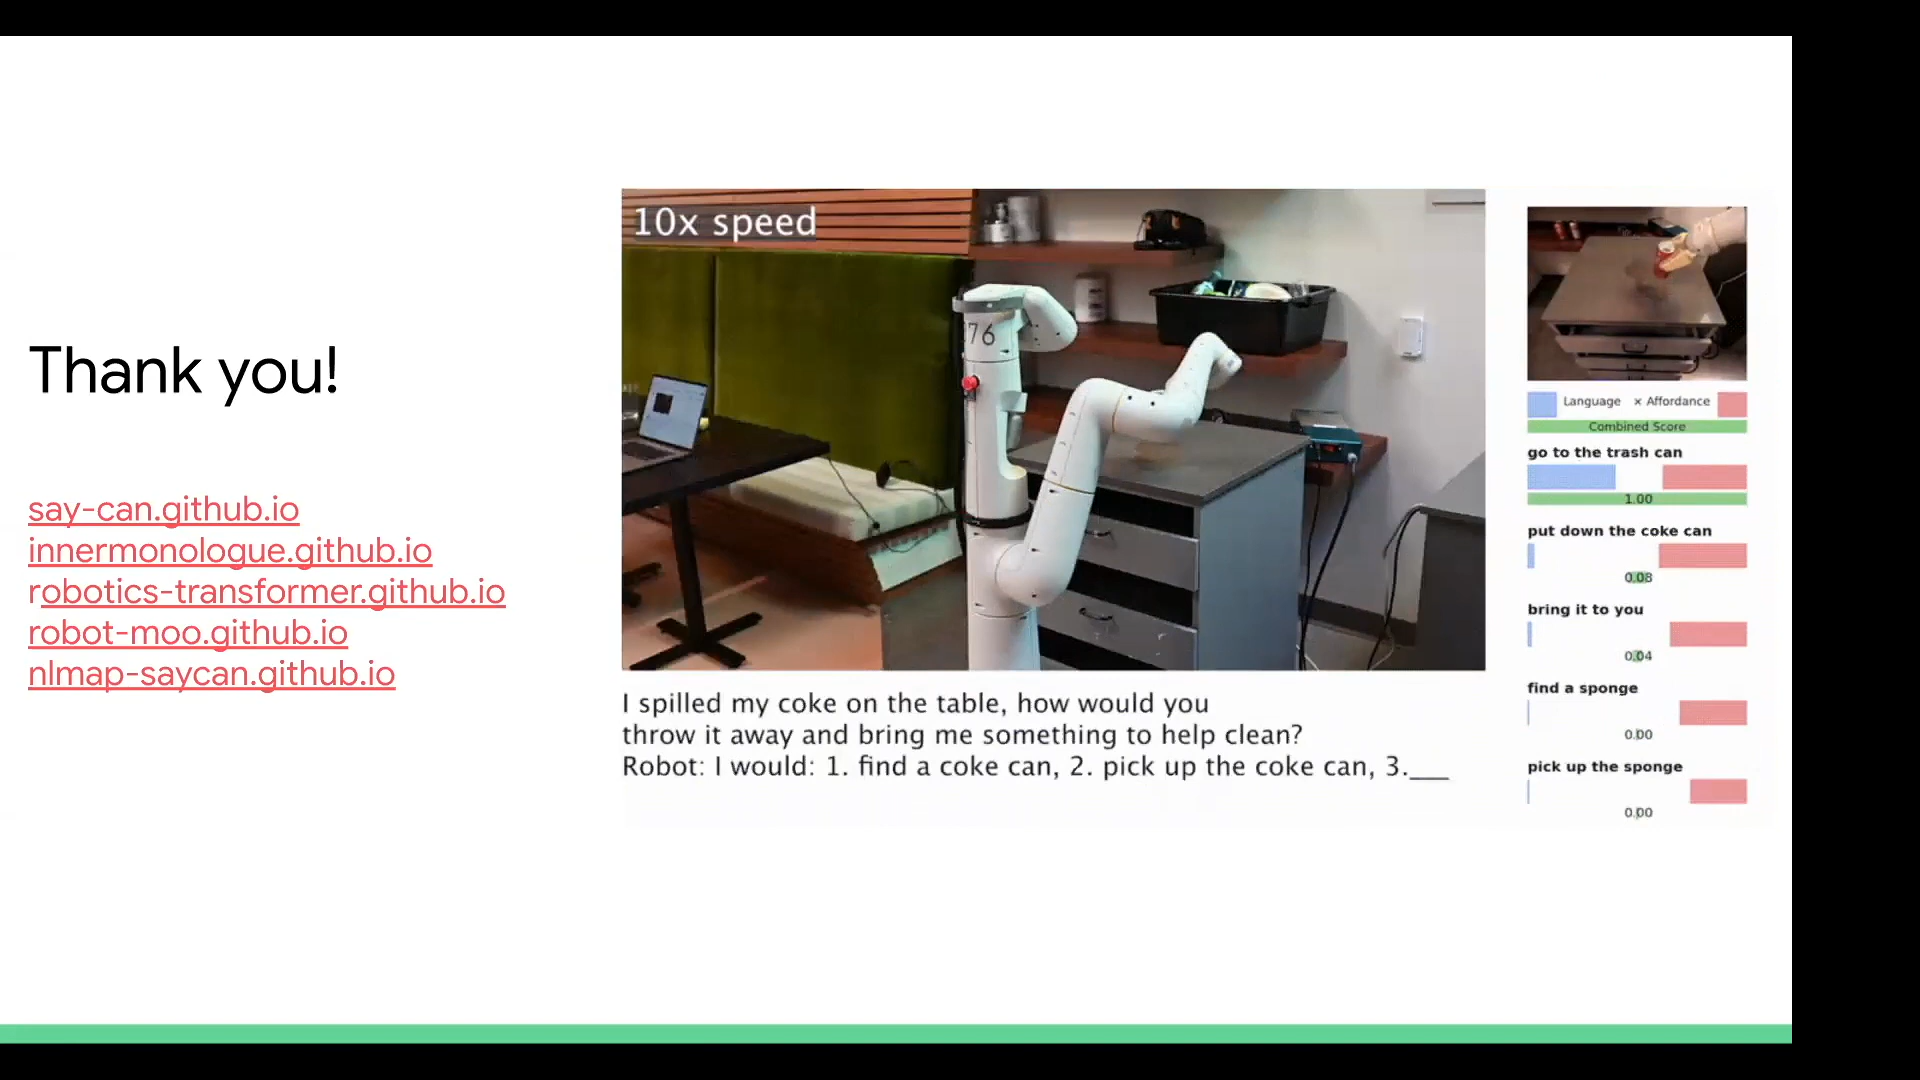 Thank you!
say-can.github.io
innermonologue.github.io
robotics-transformer.github.io
robot-moo.github.io
nlmap-saycan.github.io
10x speed
76
I spilled my coke on the table, how would you
throw it away and bring me something to help clean?
Robot: I would: 1. find a coke can, 2. pick up the coke can, 3.___
Language × Affordance
Combined Score
go to the trash can
1.00
put down the coke can
0.08
bring it to you
0.04
find a sponge
0.00
pick up the sponge
0.00